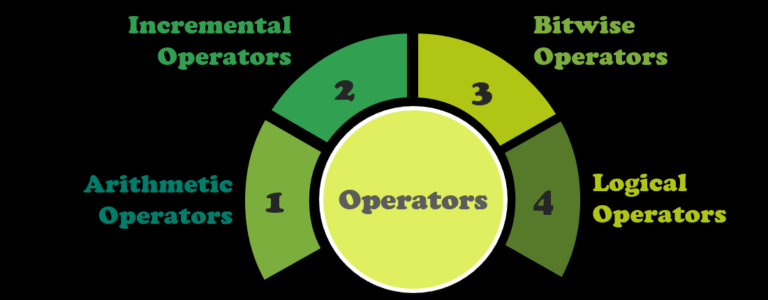 Incremental
Operators
Bitwise
Operators
2
3
Arithmetic
Operators
1
Operators
4
Logical
Operators